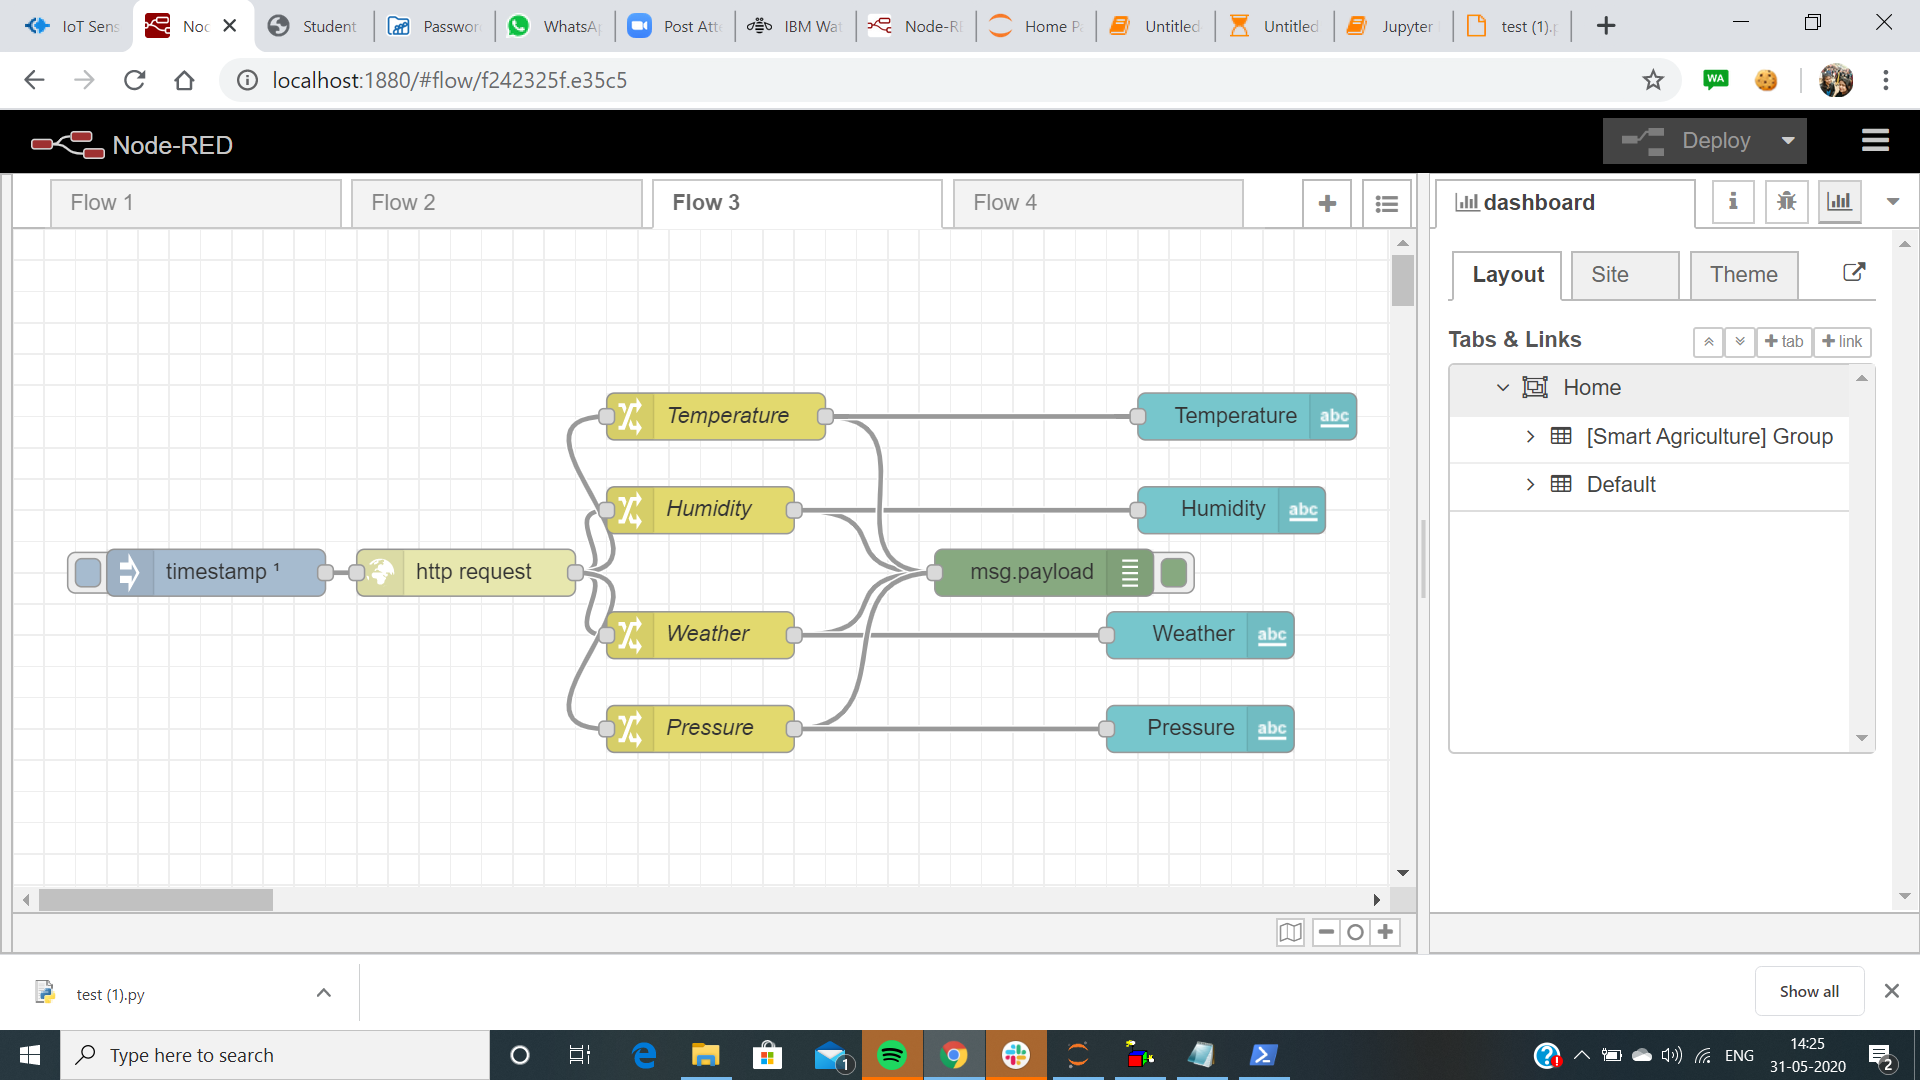 IoT Sens
Noc
Student
Passwor
WhatsA
Post Att
IBM Wat
Node-R
Home Pa
Untitled
Untitled
Jupyter
test (1).p
localhost:1880/#flow/f242325f.e35c5
WA
Node-RED
Deploy
Flow 1
Flow 2
Flow 3
Flow 4
dashboard
Layout
Site
Theme
Tabs & Links
tab
link
Home
[Smart Agriculture] Group
Default
Temperature
Temperature
abc
Humidity
Humidity
abc
timestamp ¹
http request
msg.payload
Weather
Weather
abc
Pressure
Pressure
abc
test (1).py
Show all
Type here to search
1
ENG
14:25
31-05-2020
2